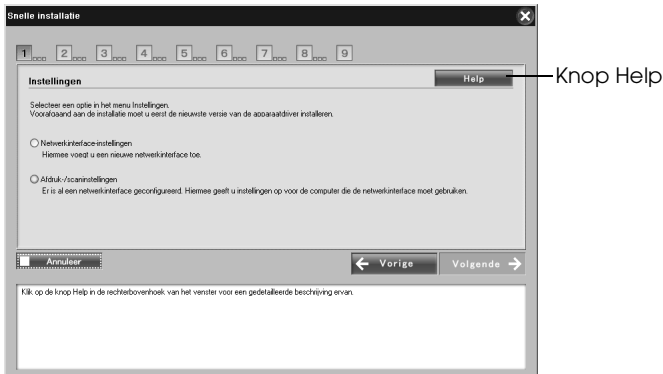 Snelle installatie
1 2 3 4 5 6 7 8 9
Instellingen
Help
Knop Help
Selecteer een optie in het menu Instellingen.
Voorafgaand aan de installatie moet u eerst de nieuwste versie van de apparaatdriver installeren.
Netwerkinterface-instellingen
Hiermee voegt u een nieuwe netwerkinterface toe.
Afdruk-/scaninstellingen
Er is al een netwerkinterface geconfigureerd. Hiermee geeft u instellingen op voor de computer die de netwerkinterface moet gebruiken.
Annuleer
Vorige
Volgende
Klik op de knop Help in de rechterbovenhoek van het venster voor een gedetailleerde beschrijving ervan.